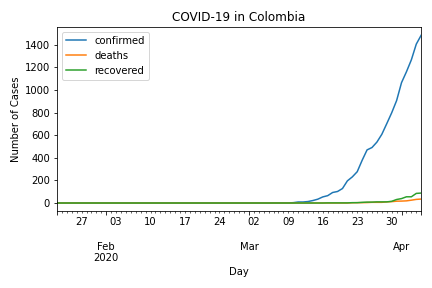 COVID-19 in Colombia
confirmed
deaths
recovered
Number of Cases
1400
1200
1000
800
600
400
200
0
27 03 10 17 24 02 09 16 23 30
Feb Mar Apr
2020
Day